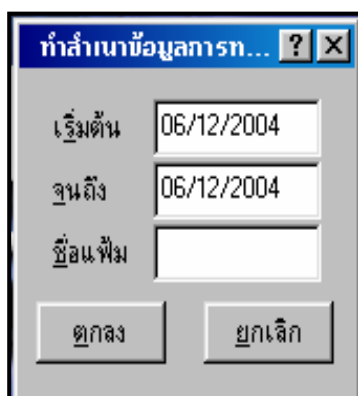 ทำสำเนาข้อมูลการท...
เริ่มต้น 06/12/2004
จนถึง 06/12/2004
ชื่อแฟ้ม
ตกลง ยกเลิก